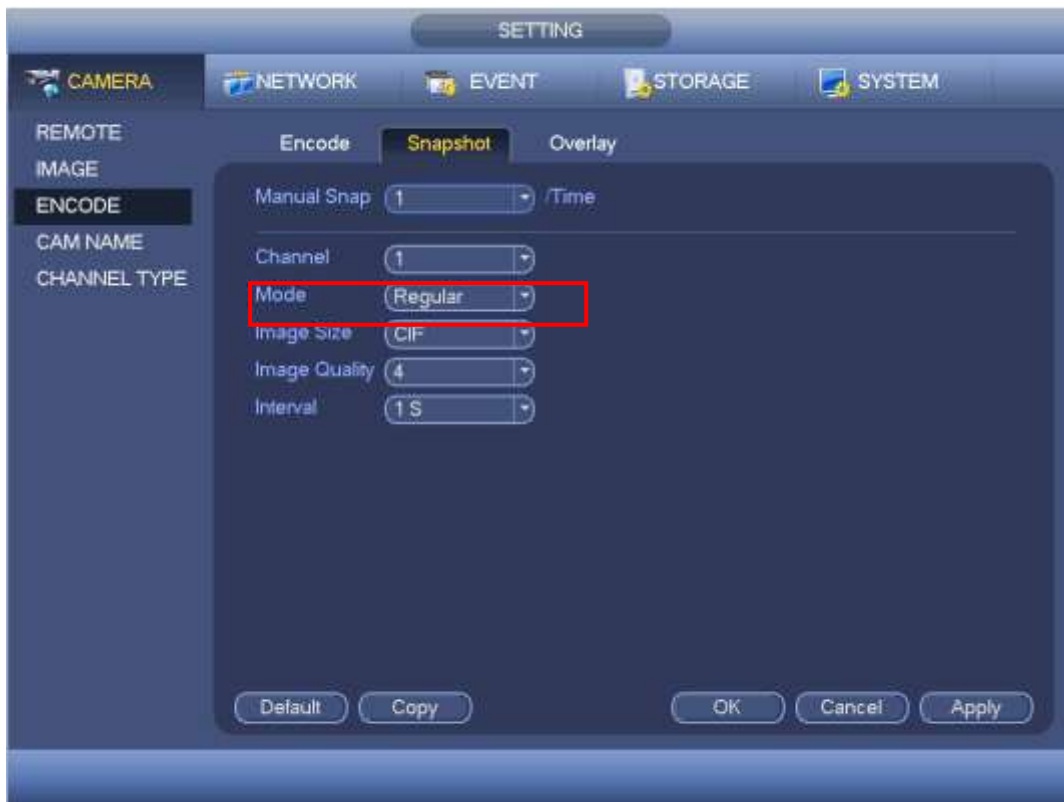 SETTING
CAMERA NETWORK EVENT STORAGE SYSTEM
REMOTE
IMAGE
ENCODE
CAM NAME
CHANNEL TYPE
Encode Snapshot Overlay
Manual Snap 1 /Time
Channel 1
Mode Regular
Image Size CIF
Image Quality 4
Interval 1 S
Default Copy OK Cancel Apply